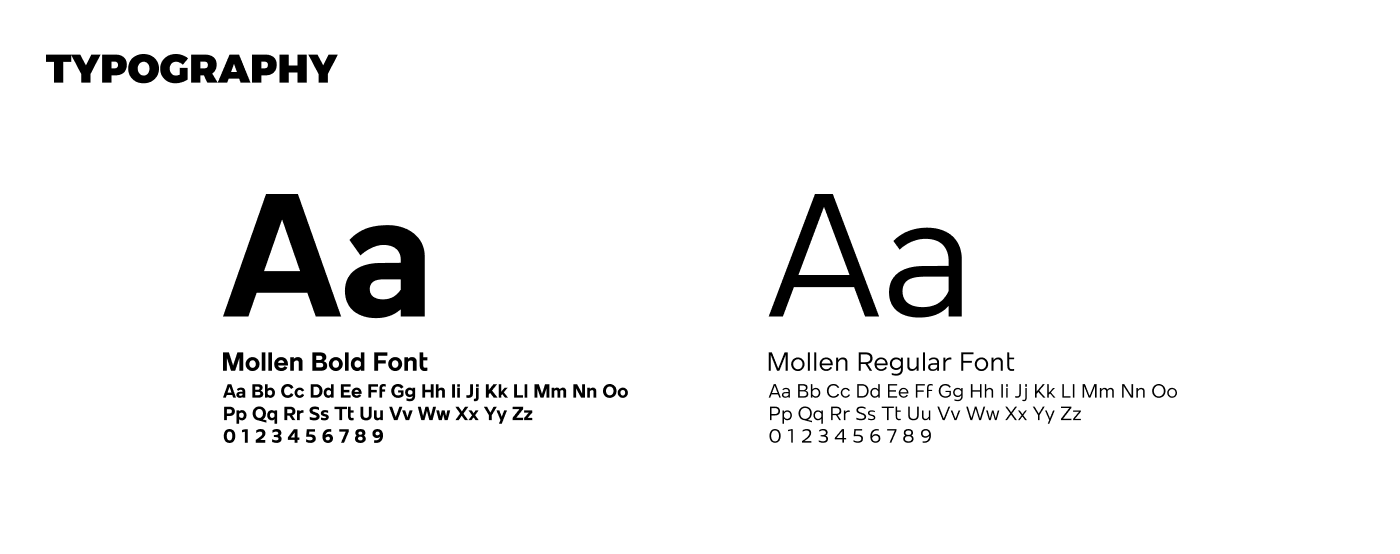 TYPOGRAPHY
Aa
Mollen Bold Font
Aa Bb Cc Dd Ee Ff Gg Hh Ii Jj Kk Ll Mm Nn Oo
Pp Qq Rr Ss Tt Uu Vv Ww Xx Yy Zz
0 1 2 3 4 5 6 7 8 9
Aa
Mollen Regular Font
Aa Bb Cc Dd Ee Ff Gg Hh Ii Jj Kk Ll Mm Nn Oo
Pp Qq Rr Ss Tt Uu Vv Ww Xx Yy Zz
0 1 2 3 4 5 6 7 8 9